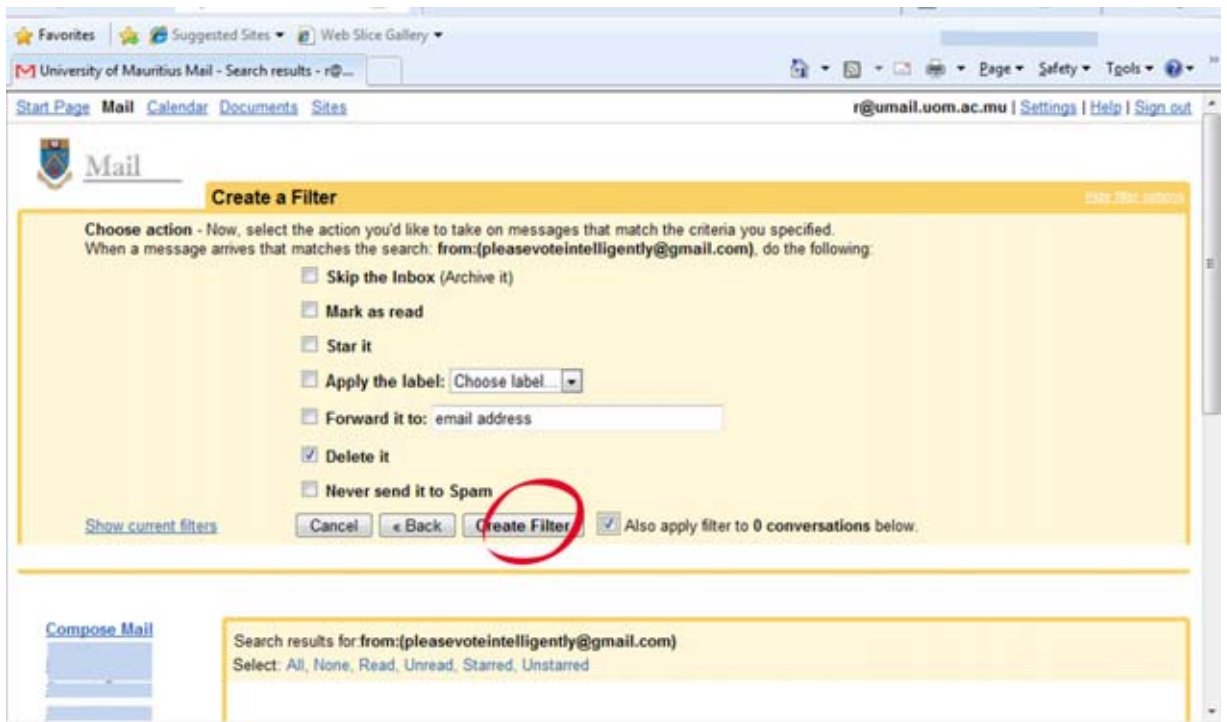 Favorites Suggested Sites Web Slice Gallery
University of Mauritius Mail - Search results - r@... Page Safety Tools
Start Page Mail Calendar Documents Sites r@umail.uom.ac.mu | Settings | Help | Sign out
Mail
Create a Filter Hide filter options
Choose action - Now, select the action you'd like to take on messages that match the criteria you specified.
When a message arrives that matches the search: from:(pleasevoteintelligently@gmail.com), do the following:
Skip the Inbox (Archive it)
Mark as read
Star it
Apply the label: Choose label...
Forward it to: email address
Delete it
Never send it to Spam
Show current filters Cancel « Back Create Filter Also apply filter to 0 conversations below.
Compose Mail
Search results for:from:(pleasevoteintelligently@gmail.com)
Select: All, None, Read, Unread, Starred, Unstarred